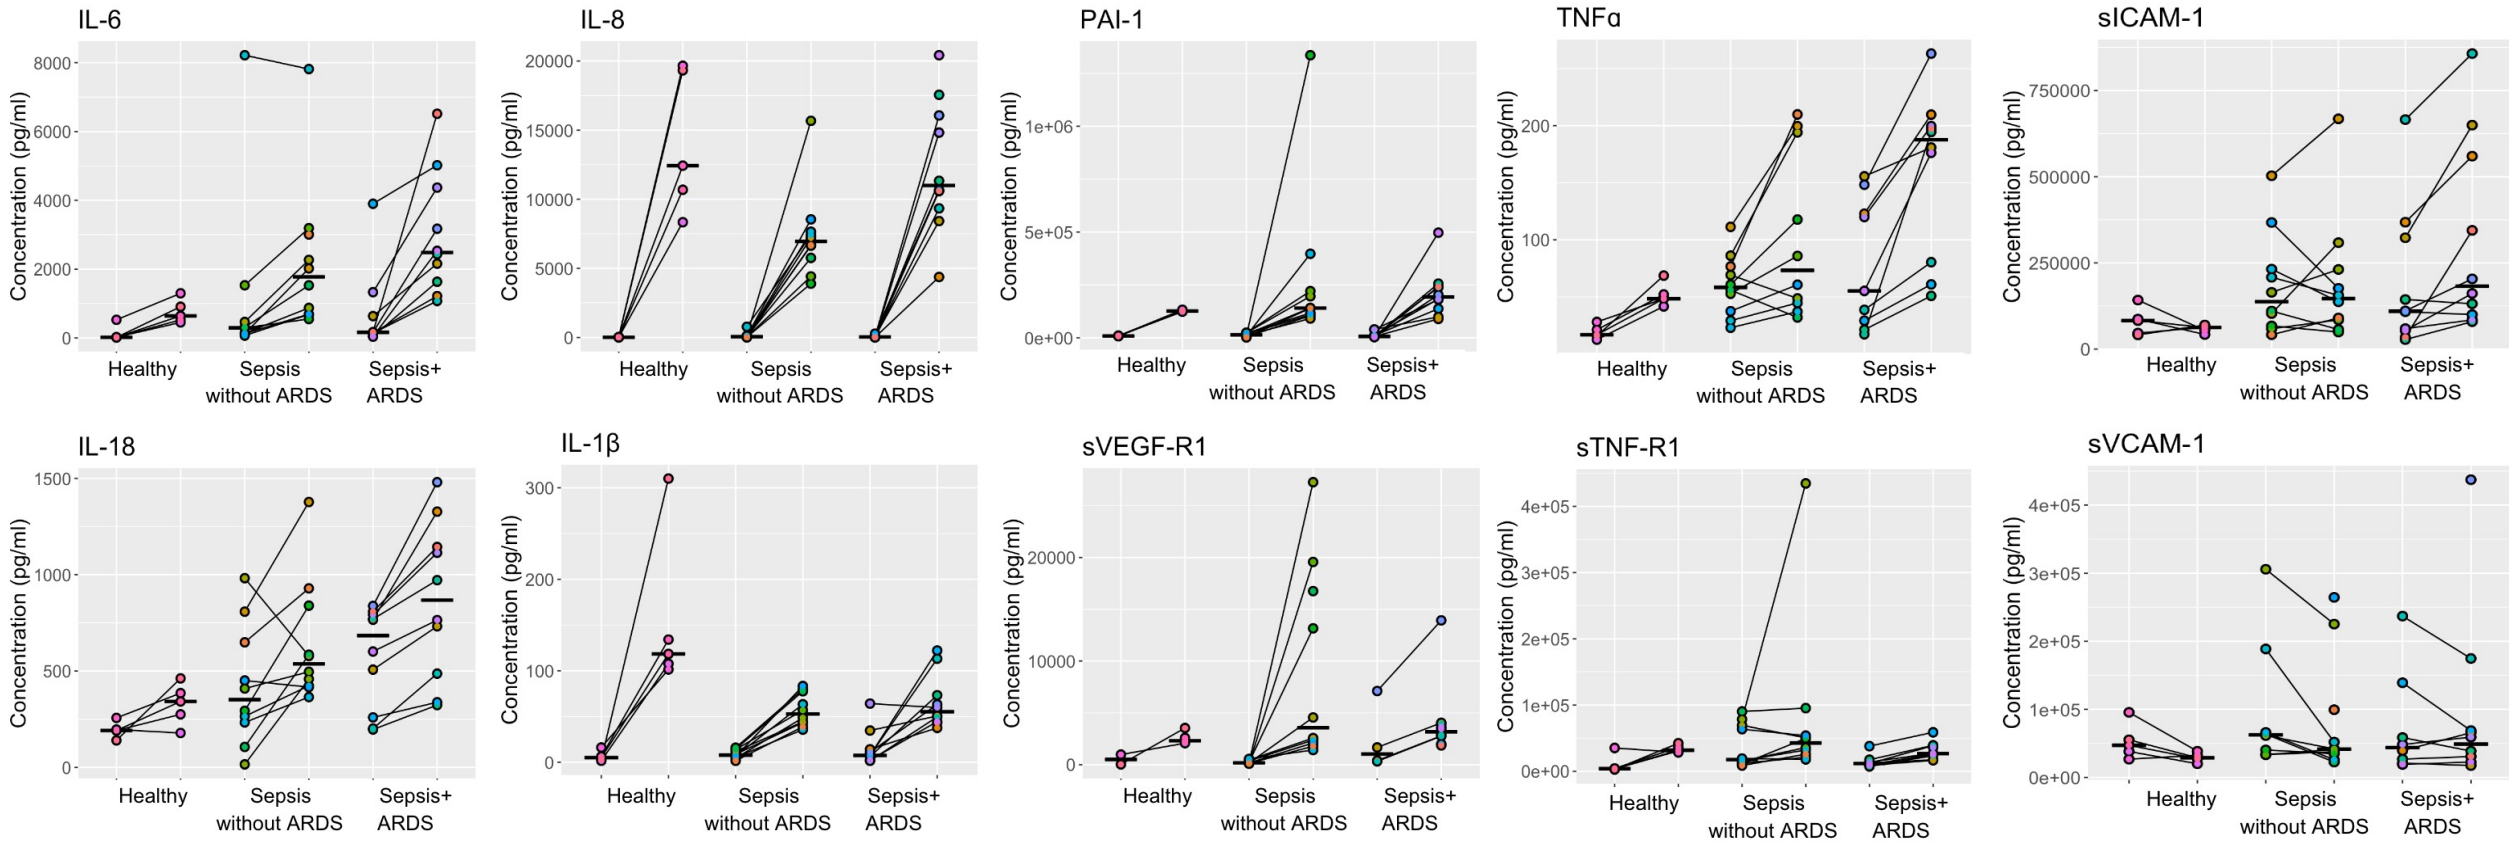 IL-6
Concentration (pg/ml)
8000
6000
4000
2000
0
Healthy
Sepsis
without ARDS
Sepsis+
ARDS
IL-8
Concentration (pg/ml)
20000
15000
10000
5000
0
Healthy
Sepsis
without ARDS
Sepsis+
ARDS
PAI-1
Concentration (pg/ml)
1e+06
5e+05
0e+00
Healthy
Sepsis
without ARDS
Sepsis+
ARDS
TNFα
Concentration (pg/ml)
200
100
Healthy
Sepsis
without ARDS
Sepsis+
ARDS
sICAM-1
Concentration (pg/ml)
750000
500000
250000
0
Healthy
Sepsis
without ARDS
Sepsis+
ARDS
IL-18
Concentration (pg/ml)
1500
1000
500
0
Healthy
Sepsis
without ARDS
Sepsis+
ARDS
IL-1β
Concentration (pg/ml)
300
200
100
0
Healthy
Sepsis
without ARDS
Sepsis+
ARDS
sVEGF-R1
Concentration (pg/ml)
20000
10000
0
Healthy
Sepsis
without ARDS
Sepsis+
ARDS
sTNF-R1
Concentration (pg/ml)
4e+05
3e+05
2e+05
1e+05
0e+00
Healthy
Sepsis
without ARDS
Sepsis+
ARDS
sVCAM-1
Concentration (pg/ml)
4e+05
3e+05
2e+05
1e+05
0e+00
Healthy
Sepsis
without ARDS
Sepsis+
ARDS